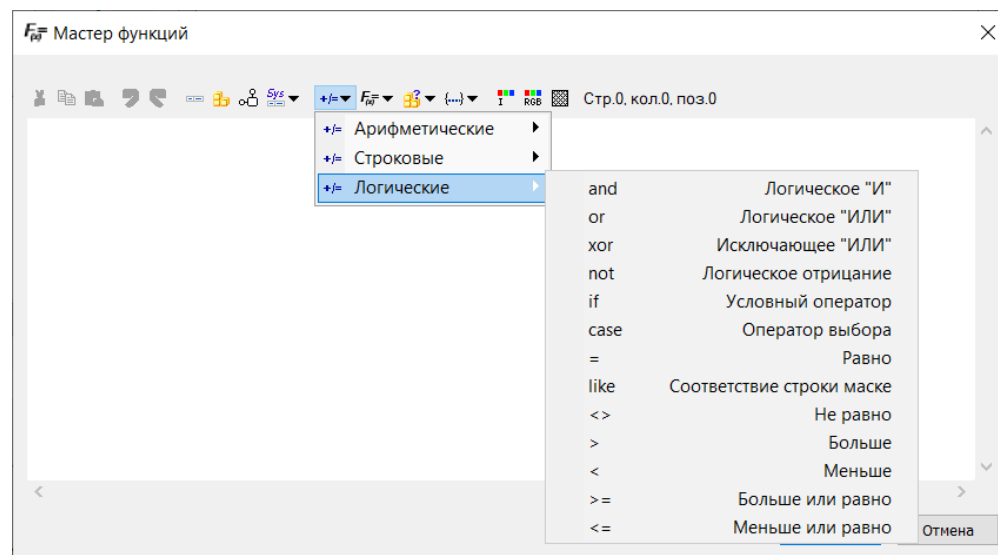 F(x)= Мастер функций
Sys +/= F(x)= {...} I RGB Стр.0, кол.0, поз.0
+/= Арифметические
+/= Строковые
+/= Логические
and Логическое "И"
or Логическое "ИЛИ"
xor Исключающее "ИЛИ"
not Логическое отрицание
if Условный оператор
case Оператор выбора
= Равно
like Соответствие строки маске
<> Не равно
> Больше
< Меньше
>= Больше или равно
<= Меньше или равно
Отмена